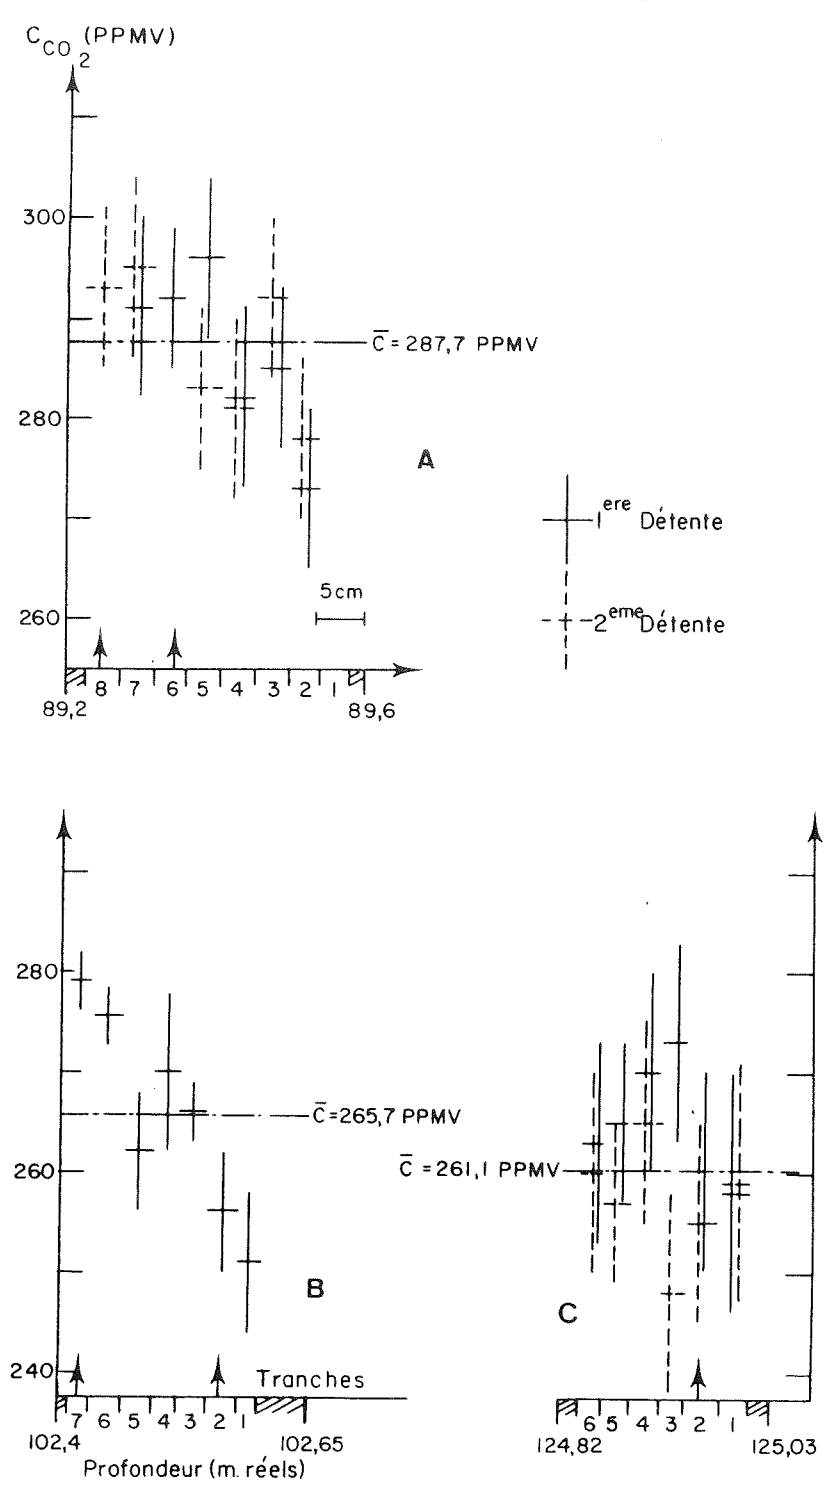 C_CO2 (PPMV)
300
C̄ = 287,7 PPMV
280
A
1ere Détente
5cm
260
2eme Détente
8 7 6 5 4 3 2 1
89,2 89,6
280
C̄ = 265,7 PPMV
260
C̄ = 261,1 PPMV
B
C
240
Tranches
7 6 5 4 3 2 1
6 5 4 3 2 1
102,4 102,65
124,82 125,03
Profondeur (m. réels)